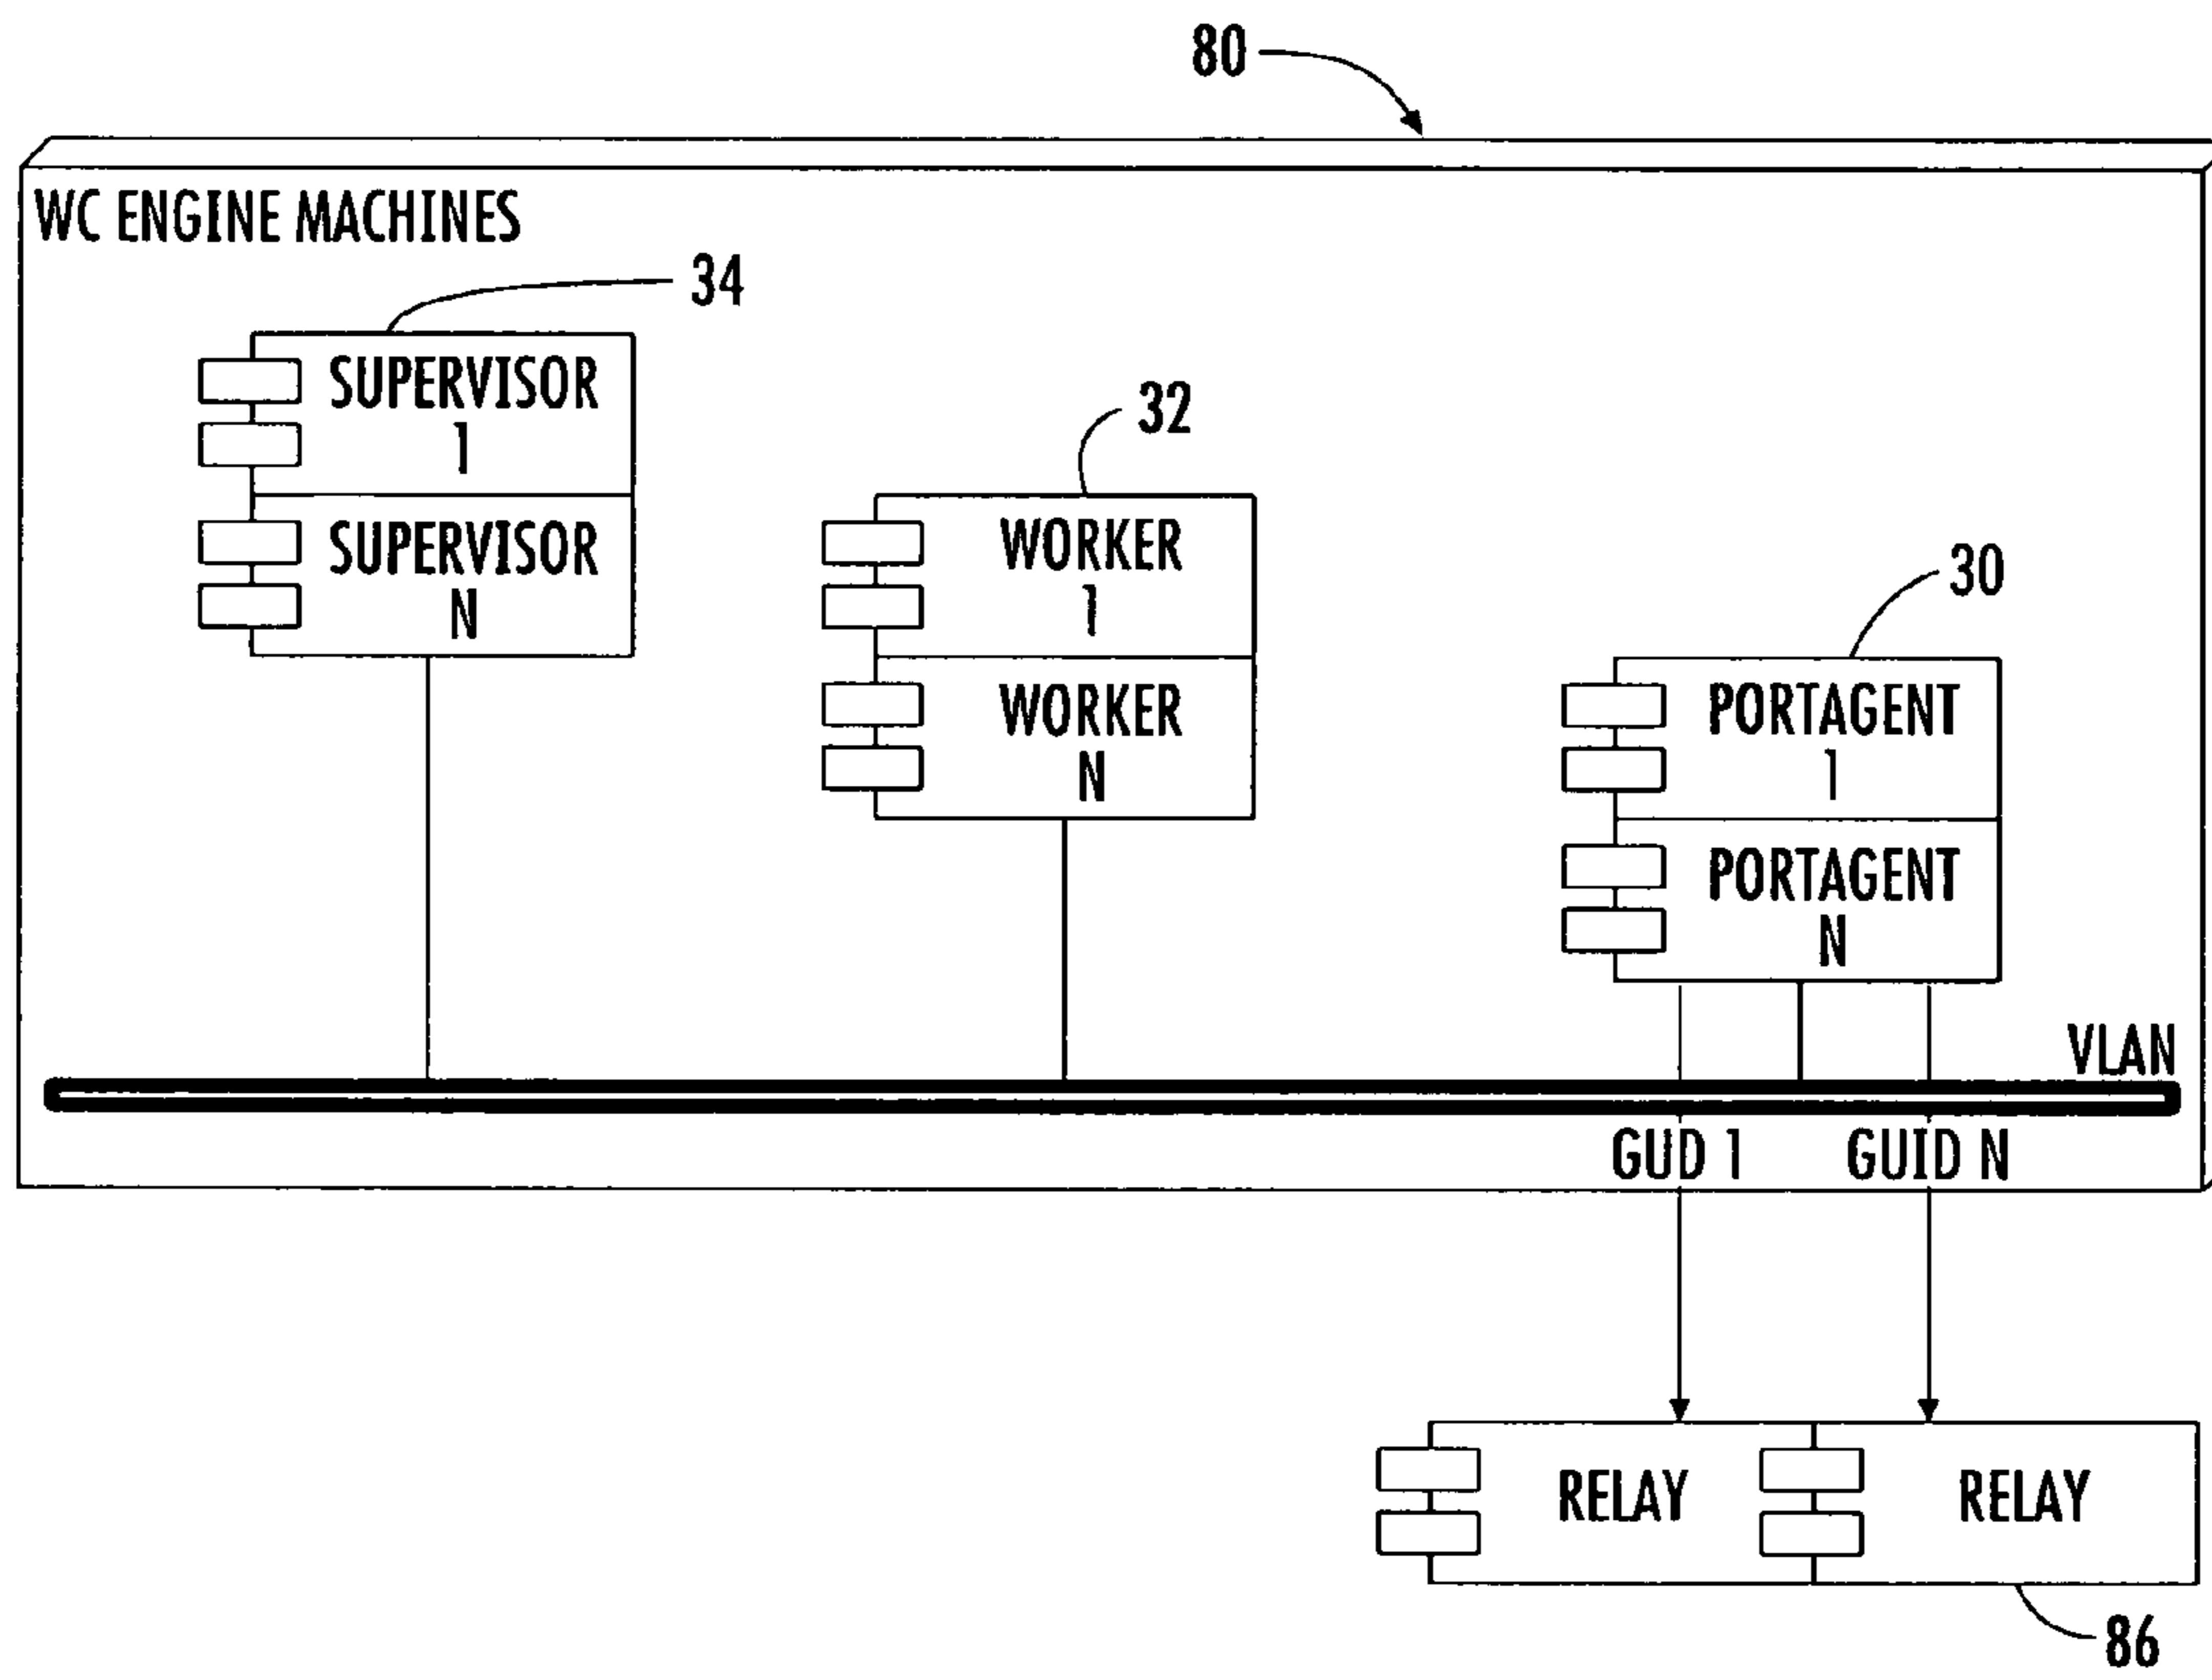 80
WC ENGINE MACHINES
34
SUPERVISOR
1
SUPERVISOR
N
32
WORKER
1
WORKER
N
30
PORTAGENT
1
PORTAGENT
N
VLAN
GUD 1
GUID N
RELAY
RELAY
86